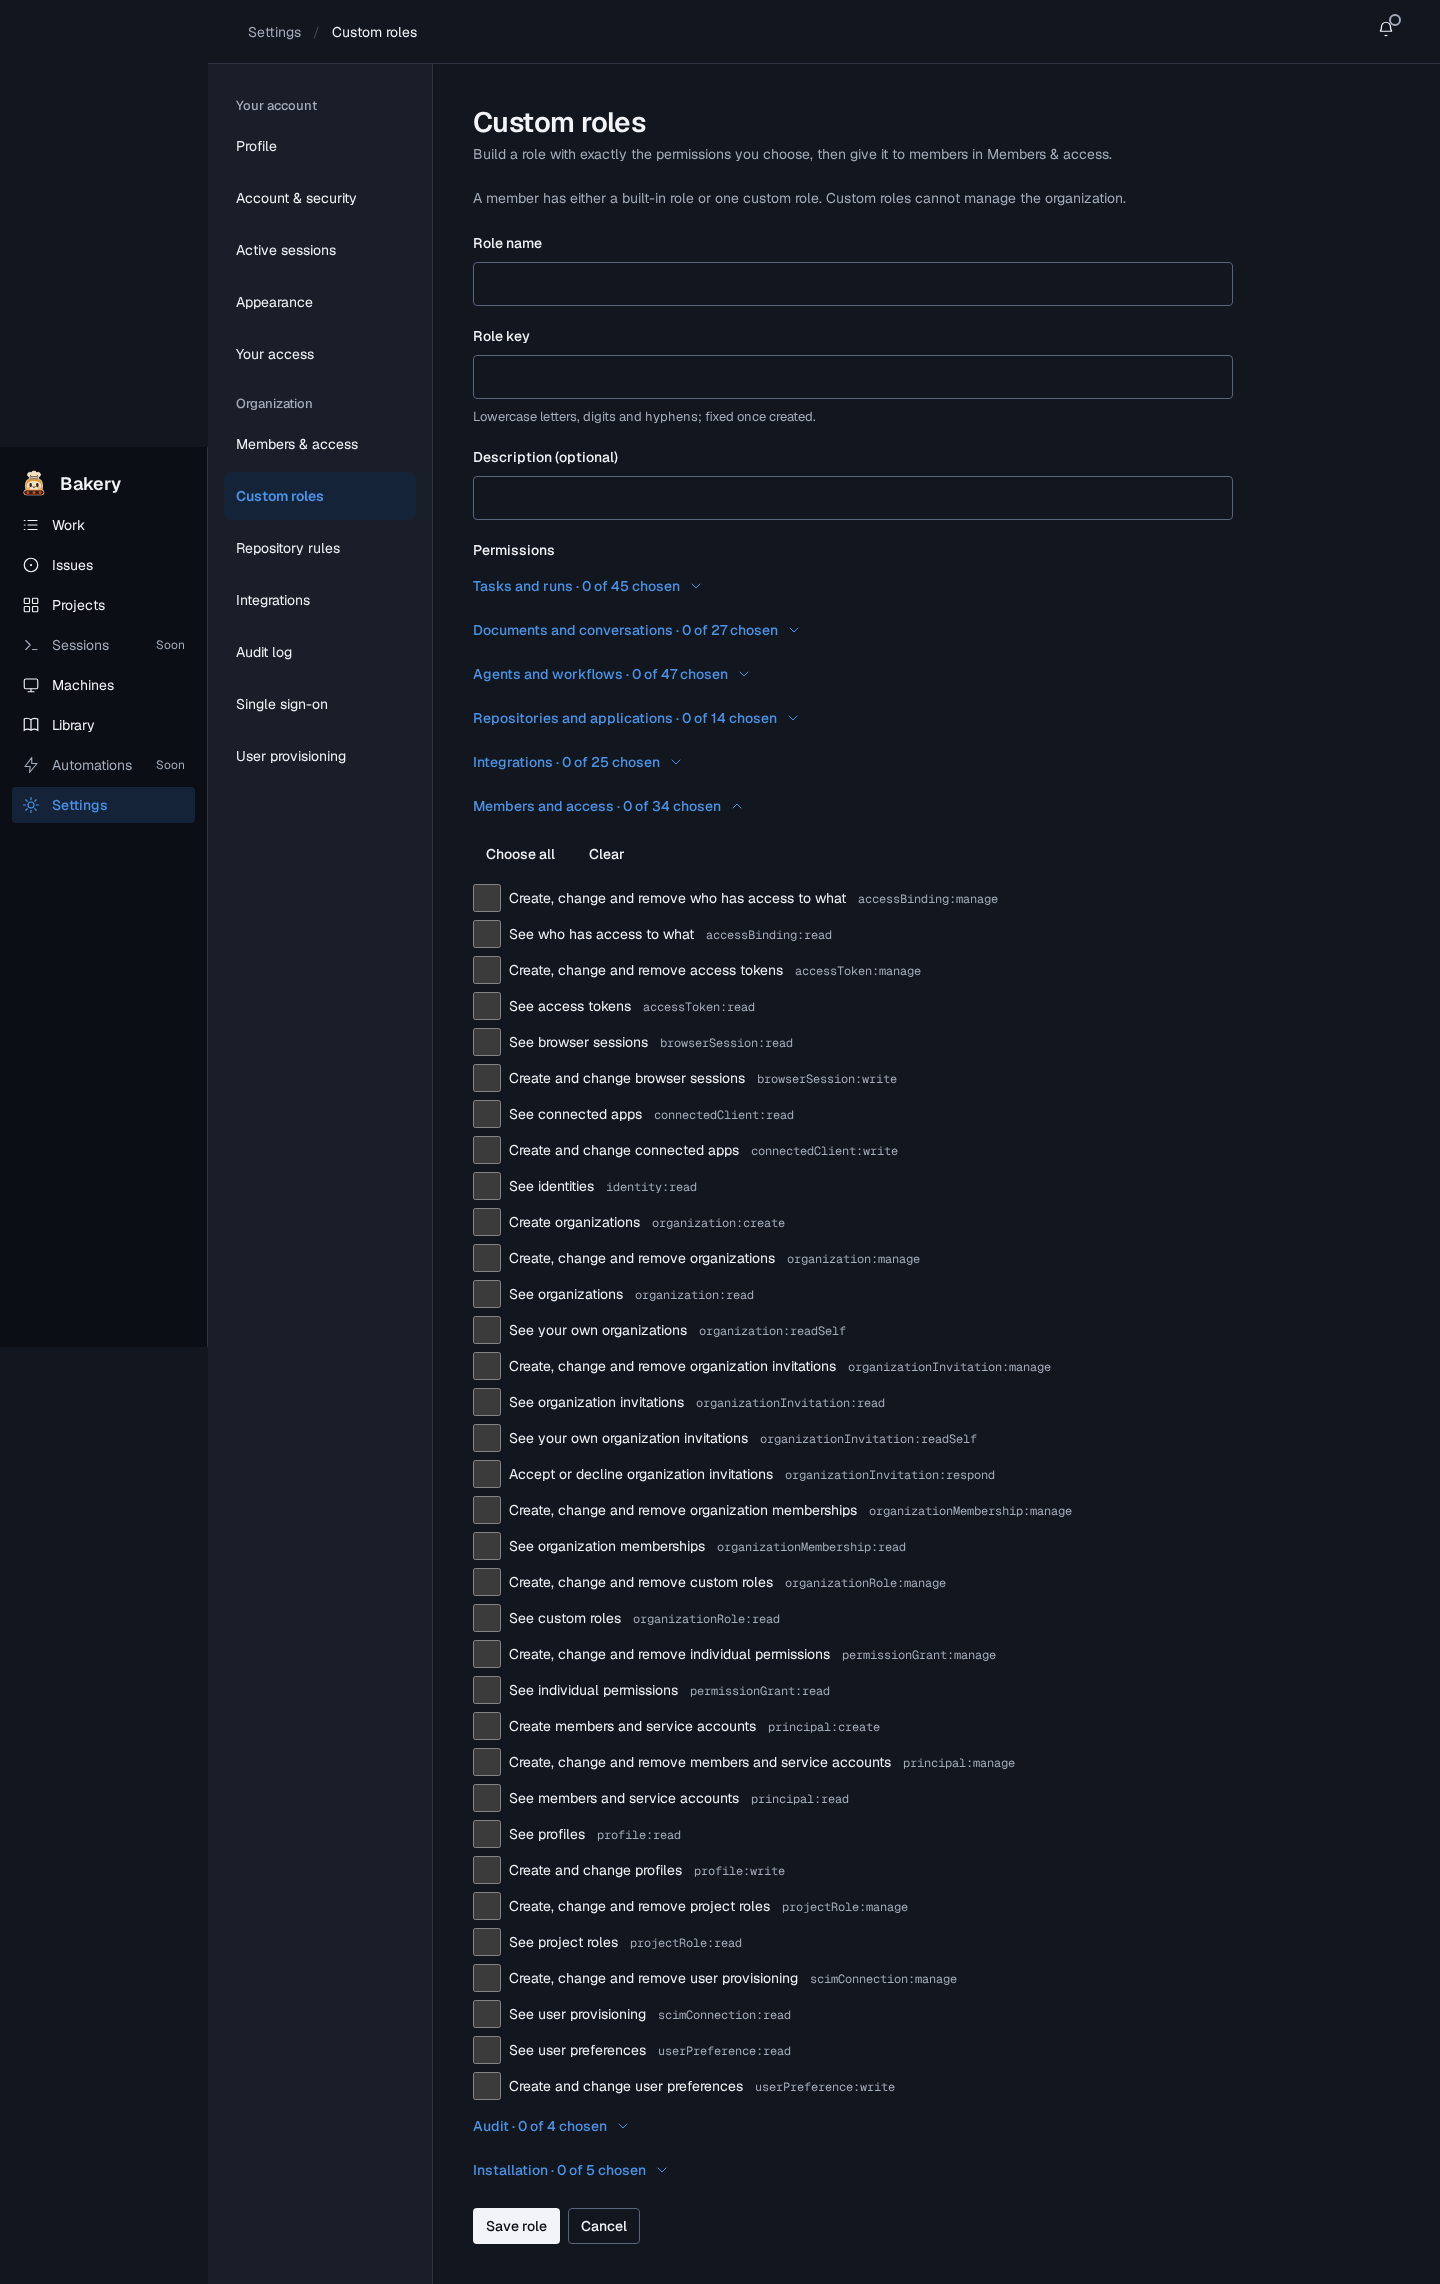 Settings / Custom roles
Your account
Profile
Account & security
Active sessions
Appearance
Your access
Organization
Members & access
Custom roles
Repository rules
Integrations
Audit log
Single sign-on
User provisioning
Bakery
Work
Issues
Projects
Sessions Soon
Machines
Library
Automations Soon
Settings
Custom roles
Build a role with exactly the permissions you choose, then give it to members in Members & access.
A member has either a built-in role or one custom role. Custom roles cannot manage the organization.
Role name
Role key
Lowercase letters, digits and hyphens; fixed once created.
Description (optional)
Permissions
Tasks and runs · 0 of 45 chosen
Documents and conversations · 0 of 27 chosen
Agents and workflows · 0 of 47 chosen
Repositories and applications · 0 of 14 chosen
Integrations · 0 of 25 chosen
Members and access · 0 of 34 chosen
Choose all Clear
Create, change and remove who has access to what accessBinding:manage
See who has access to what accessBinding:read
Create, change and remove access tokens accessToken:manage
See access tokens accessToken:read
See browser sessions browserSession:read
Create and change browser sessions browserSession:write
See connected apps connectedClient:read
Create and change connected apps connectedClient:write
See identities identity:read
Create organizations organization:create
Create, change and remove organizations organization:manage
See organizations organization:read
See your own organizations organization:readSelf
Create, change and remove organization invitations organizationInvitation:manage
See organization invitations organizationInvitation:read
See your own organization invitations organizationInvitation:readSelf
Accept or decline organization invitations organizationInvitation:respond
Create, change and remove organization memberships organizationMembership:manage
See organization memberships organizationMembership:read
Create, change and remove custom roles organizationRole:manage
See custom roles organizationRole:read
Create, change and remove individual permissions permissionGrant:manage
See individual permissions permissionGrant:read
Create members and service accounts principal:create
Create, change and remove members and service accounts principal:manage
See members and service accounts principal:read
See profiles profile:read
Create and change profiles profile:write
Create, change and remove project roles projectRole:manage
See project roles projectRole:read
Create, change and remove user provisioning scimConnection:manage
See user provisioning scimConnection:read
See user preferences userPreference:read
Create and change user preferences userPreference:write
Audit · 0 of 4 chosen
Installation · 0 of 5 chosen
Save role Cancel